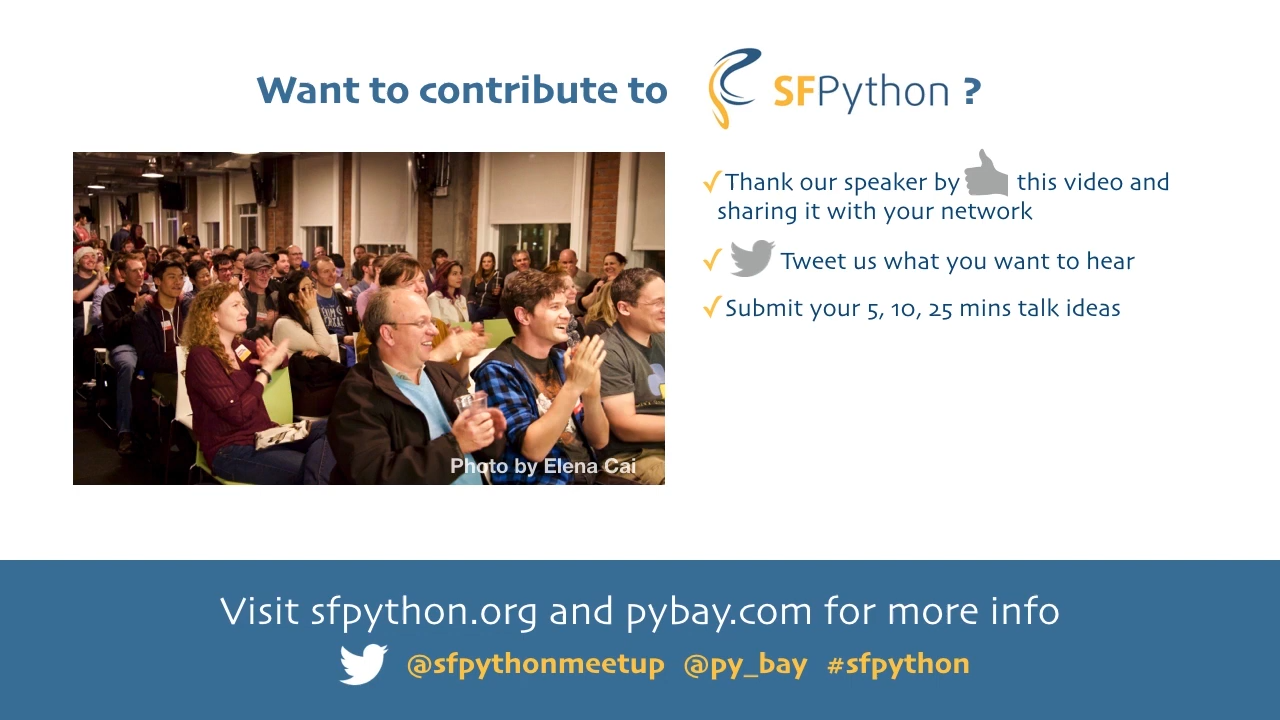 Want to contribute to SFPython ?
✓Thank our speaker by this video and
sharing it with your network
✓ Tweet us what you want to hear
✓Submit your 5, 10, 25 mins talk ideas
Photo by Elena Cai
Visit sfpython.org and pybay.com for more info
@sfpythonmeetup @py_bay #sfpython